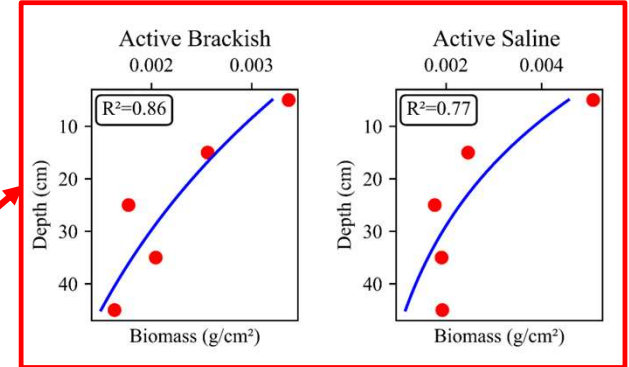 Active Brackish
0.002 0.003
R²=0.86
10
20
30
40
Depth (cm)
Biomass (g/cm²)
Active Saline
0.002 0.004
R²=0.77
10
20
30
40
Depth (cm)
Biomass (g/cm²)